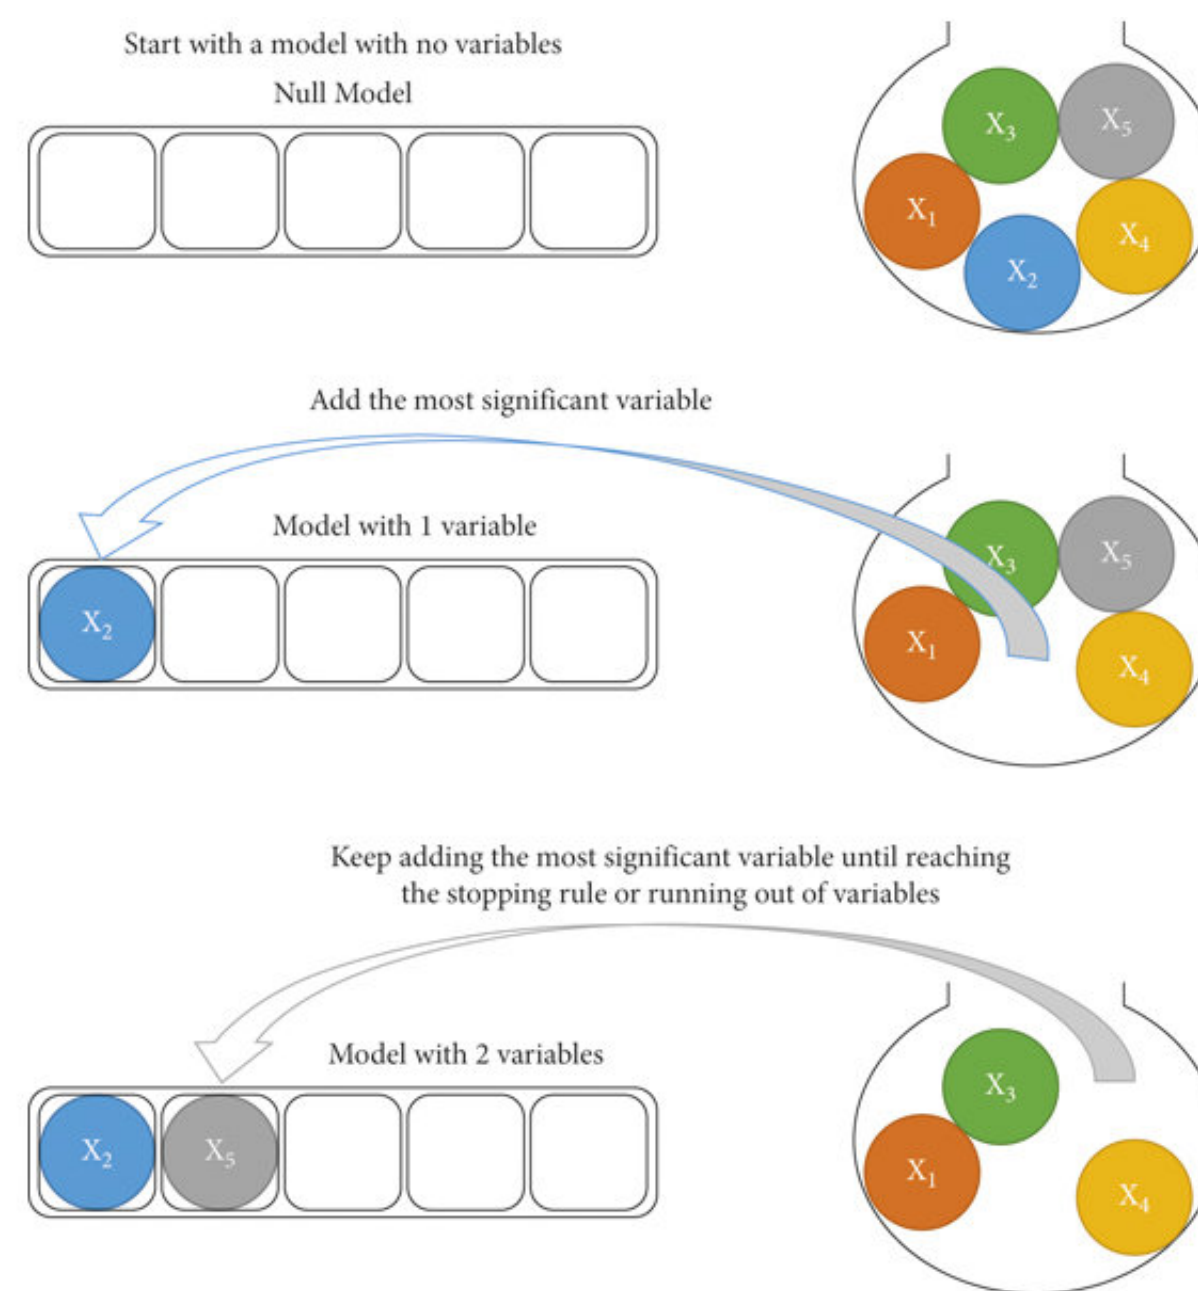 Start with a model with no variables
Null Model
X₃
X₅
X₁
X₄
X₂
Add the most significant variable
Model with 1 variable
X₂
X₃
X₅
X₁
X₄
Keep adding the most significant variable until reaching
the stopping rule or running out of variables
Model with 2 variables
X₂
X₅
X₃
X₁
X₄